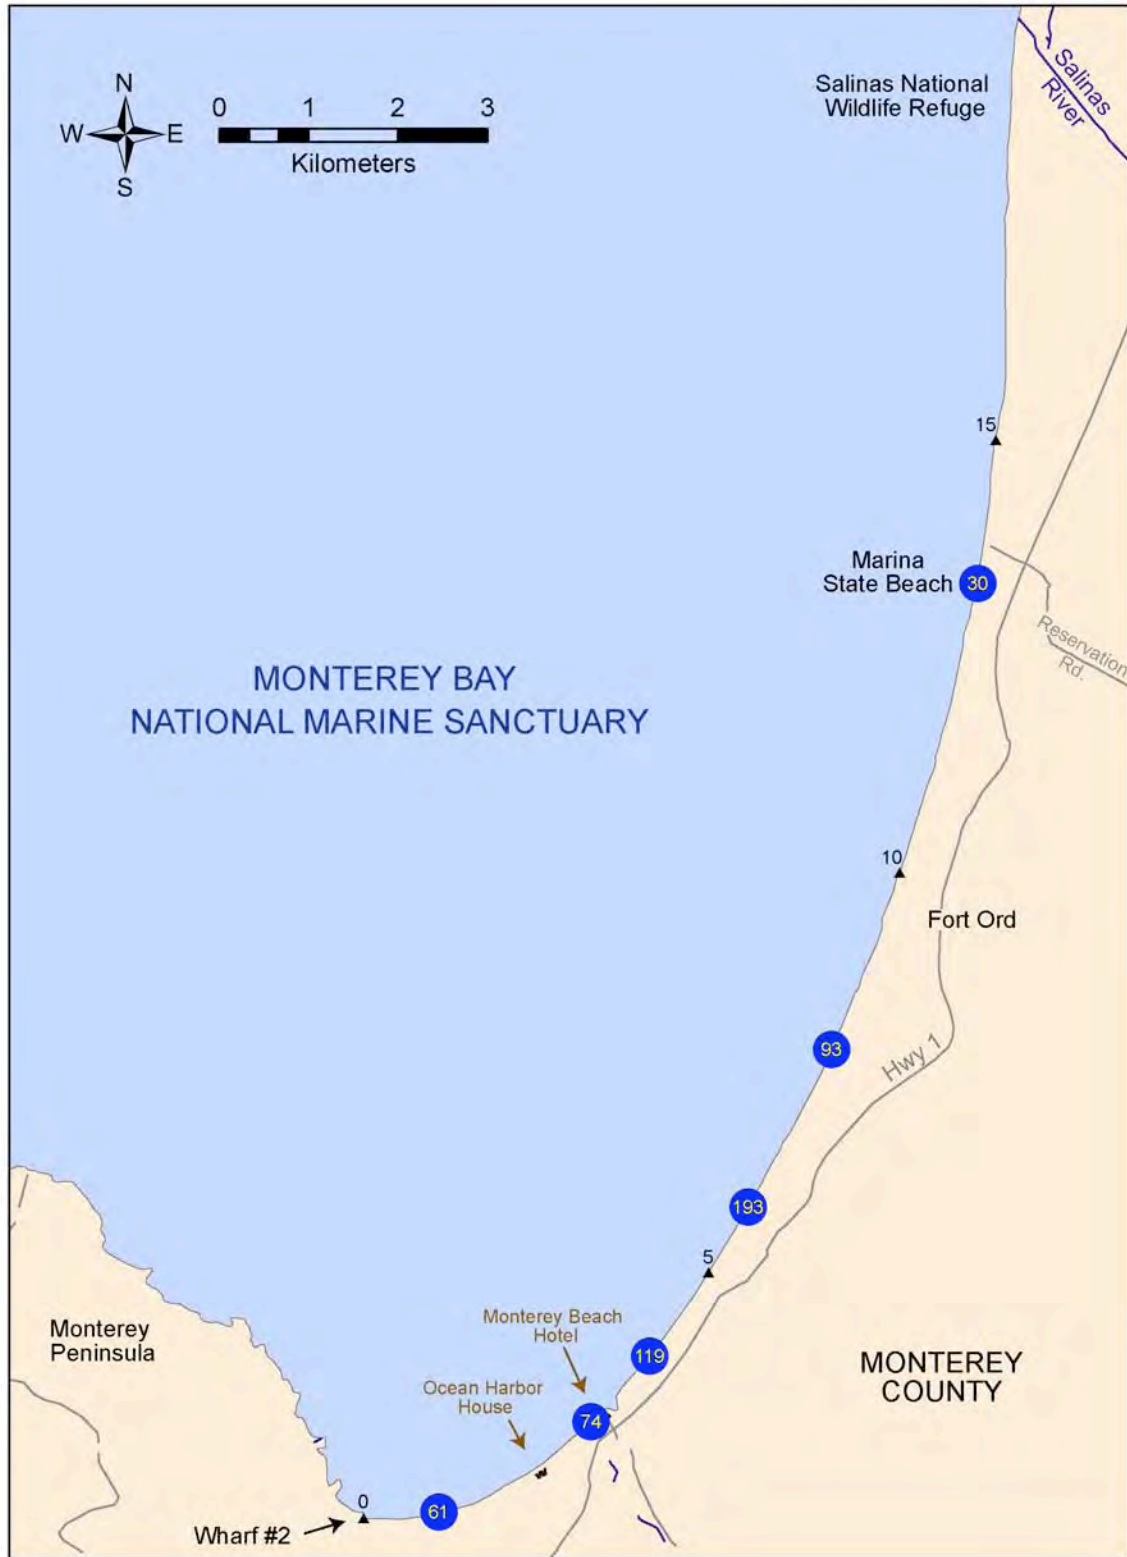 N
W
E
S
0
1
2
3
Kilometers
Salinas National
Wildlife Refuge
Salinas
River
15
Marina
State Beach
30
Reservation
Rd.
MONTEREY BAY
NATIONAL MARINE SANCTUARY
10
Fort Ord
93
Hwy 1
193
5
Monterey Beach
Hotel
119
Monterey
Peninsula
MONTEREY
COUNTY
Ocean Harbor
House
74
0
61
Wharf #2